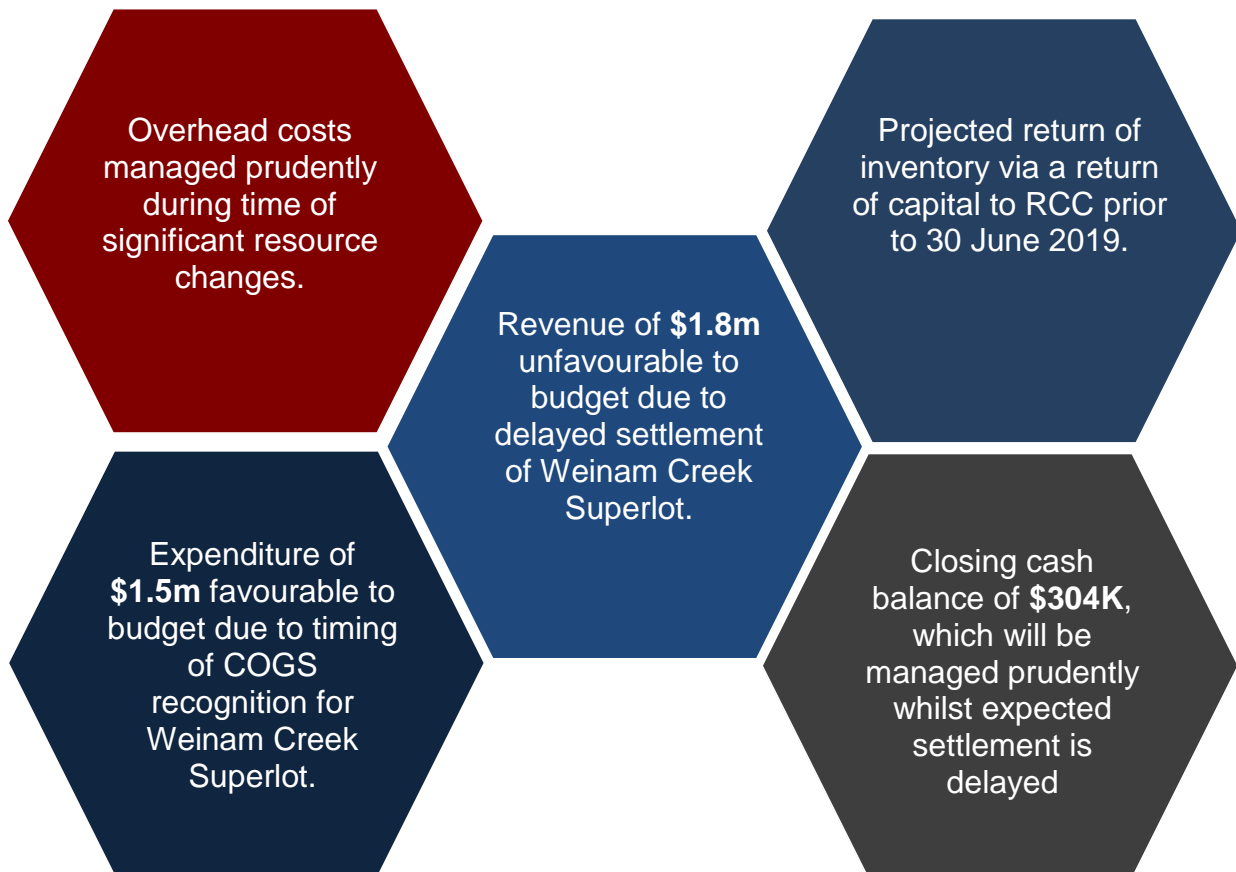 Overhead costs
managed prudently
during time of
significant resource
changes.
Projected return of
inventory via a return
of capital to RCC prior
to 30 June 2019.
Revenue of $1.8m
unfavourable to
budget due to
delayed settlement
of Weinam Creek
Superlot.
Expenditure of
$1.5m favourable to
budget due to timing
of COGS
recognition for
Weinam Creek
Superlot.
Closing cash
balance of $304K,
which will be
managed prudently
whilst expected
settlement is
delayed